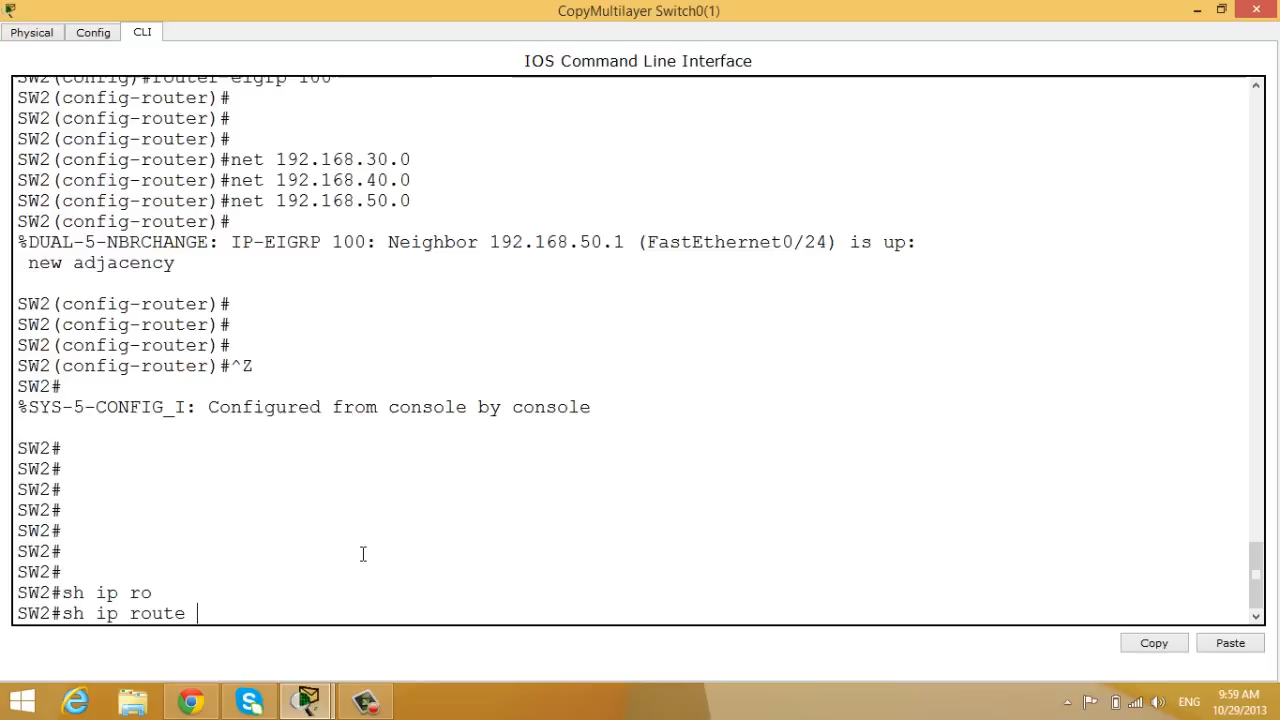 CopyMultilayer Switch0(1)
Physical Config CLI
IOS Command Line Interface
SW2(config)#router eigrp 100
SW2(config-router)#
SW2(config-router)#
SW2(config-router)#
SW2(config-router)#net 192.168.30.0
SW2(config-router)#net 192.168.40.0
SW2(config-router)#net 192.168.50.0
SW2(config-router)#
%DUAL-5-NBRCHANGE: IP-EIGRP 100: Neighbor 192.168.50.1 (FastEthernet0/24) is up:
new adjacency
SW2(config-router)#
SW2(config-router)#
SW2(config-router)#
SW2(config-router)#^Z
SW2#
%SYS-5-CONFIG_I: Configured from console by console
SW2#
SW2#
SW2#
SW2#
SW2#
SW2#
SW2#
SW2#sh ip ro
SW2#sh ip route
Copy Paste
ENG
9:59 AM
10/29/2013